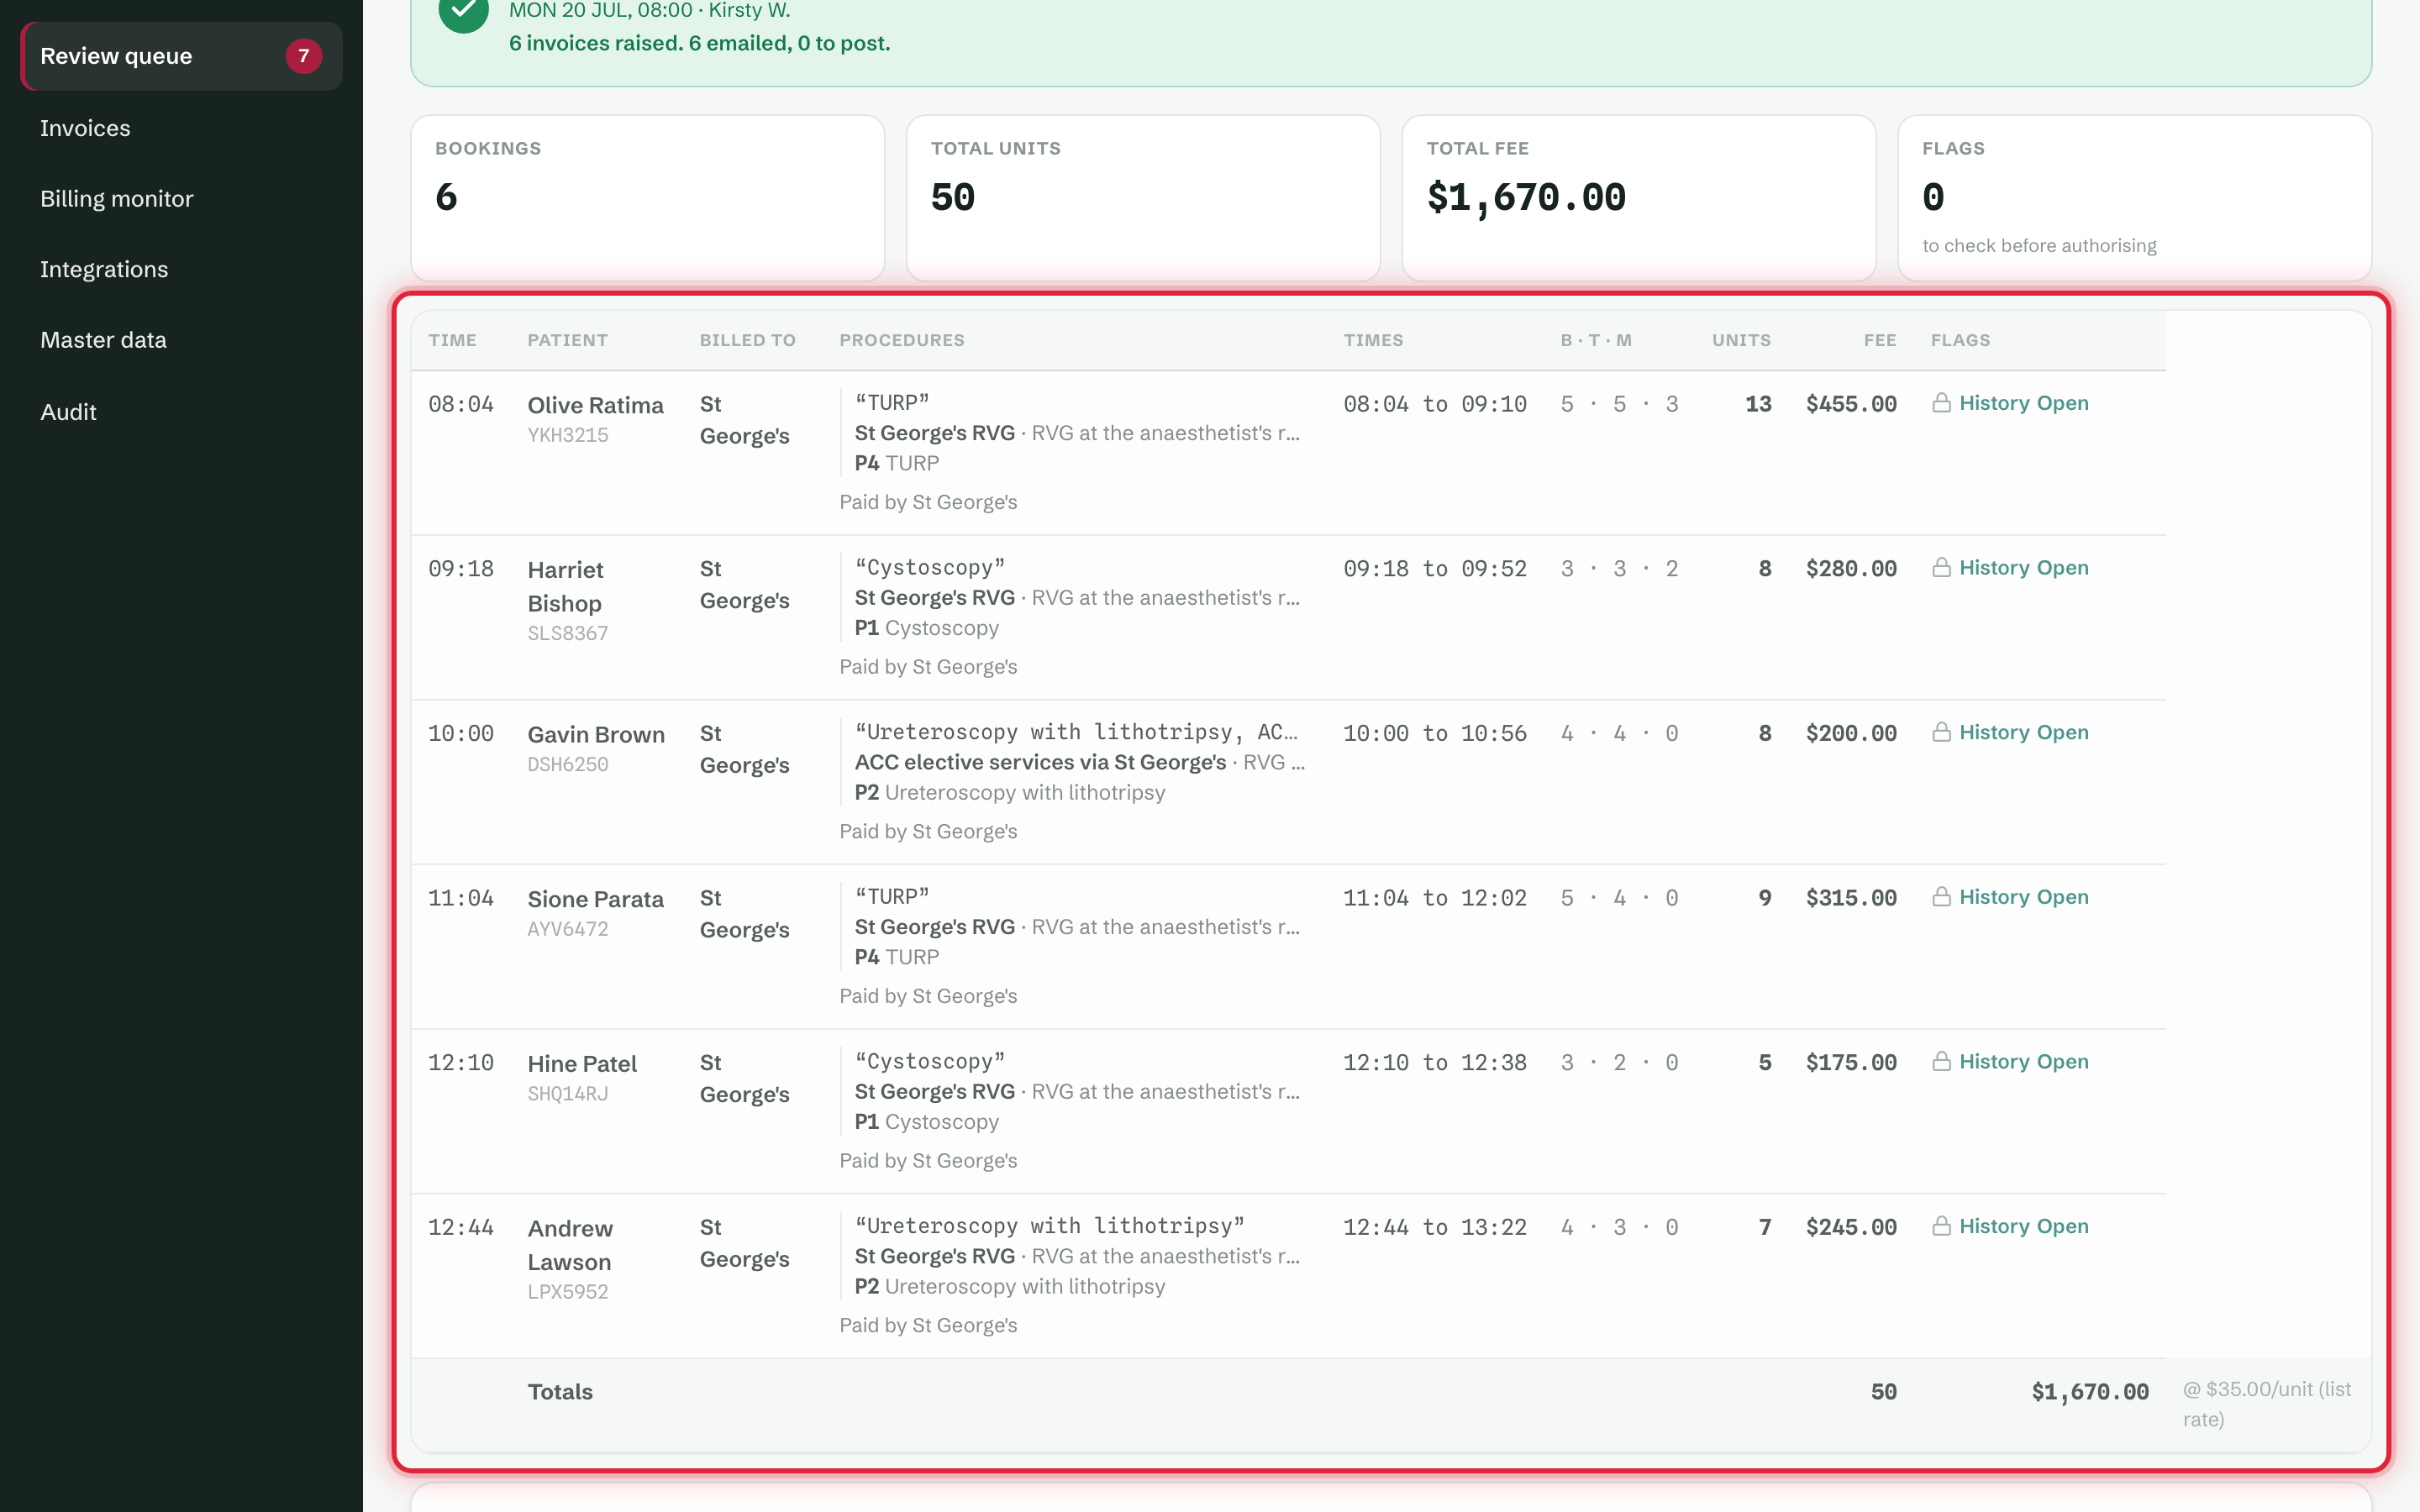 Review queue 7
Invoices
Billing monitor
Integrations
Master data
Audit
MON 20 JUL, 08:00 · Kirsty W.
6 invoices raised. 6 emailed, 0 to post.
BOOKINGS
6
TOTAL UNITS
50
TOTAL FEE
$1,670.00
FLAGS
0
to check before authorising
TIME PATIENT BILLED TO PROCEDURES TIMES B · T · M UNITS FEE FLAGS
08:04 Olive Ratima St “TURP” 08:04 to 09:10 5 · 5 · 3 13 $455.00 History Open
YKH3215 George's St George's RVG · RVG at the anaesthetist's r...
P4 TURP
Paid by St George's
09:18 Harriet St “Cystoscopy” 09:18 to 09:52 3 · 3 · 2 8 $280.00 History Open
Bishop George's St George's RVG · RVG at the anaesthetist's r...
SLS8367 P1 Cystoscopy
Paid by St George's
10:00 Gavin Brown St “Ureteroscopy with lithotripsy, AC... 10:00 to 10:56 4 · 4 · 0 8 $200.00 History Open
DSH6250 George's ACC elective services via St George's · RVG ...
P2 Ureteroscopy with lithotripsy
Paid by St George's
11:04 Sione Parata St “TURP” 11:04 to 12:02 5 · 4 · 0 9 $315.00 History Open
AYV6472 George's St George's RVG · RVG at the anaesthetist's r...
P4 TURP
Paid by St George's
12:10 Hine Patel St “Cystoscopy” 12:10 to 12:38 3 · 2 · 0 5 $175.00 History Open
SHQ14RJ George's St George's RVG · RVG at the anaesthetist's r...
P1 Cystoscopy
Paid by St George's
12:44 Andrew St “Ureteroscopy with lithotripsy” 12:44 to 13:22 4 · 3 · 0 7 $245.00 History Open
Lawson George's St George's RVG · RVG at the anaesthetist's r...
LPX5952 P2 Ureteroscopy with lithotripsy
Paid by St George's
Totals 50 $1,670.00 @ $35.00/unit (list
rate)